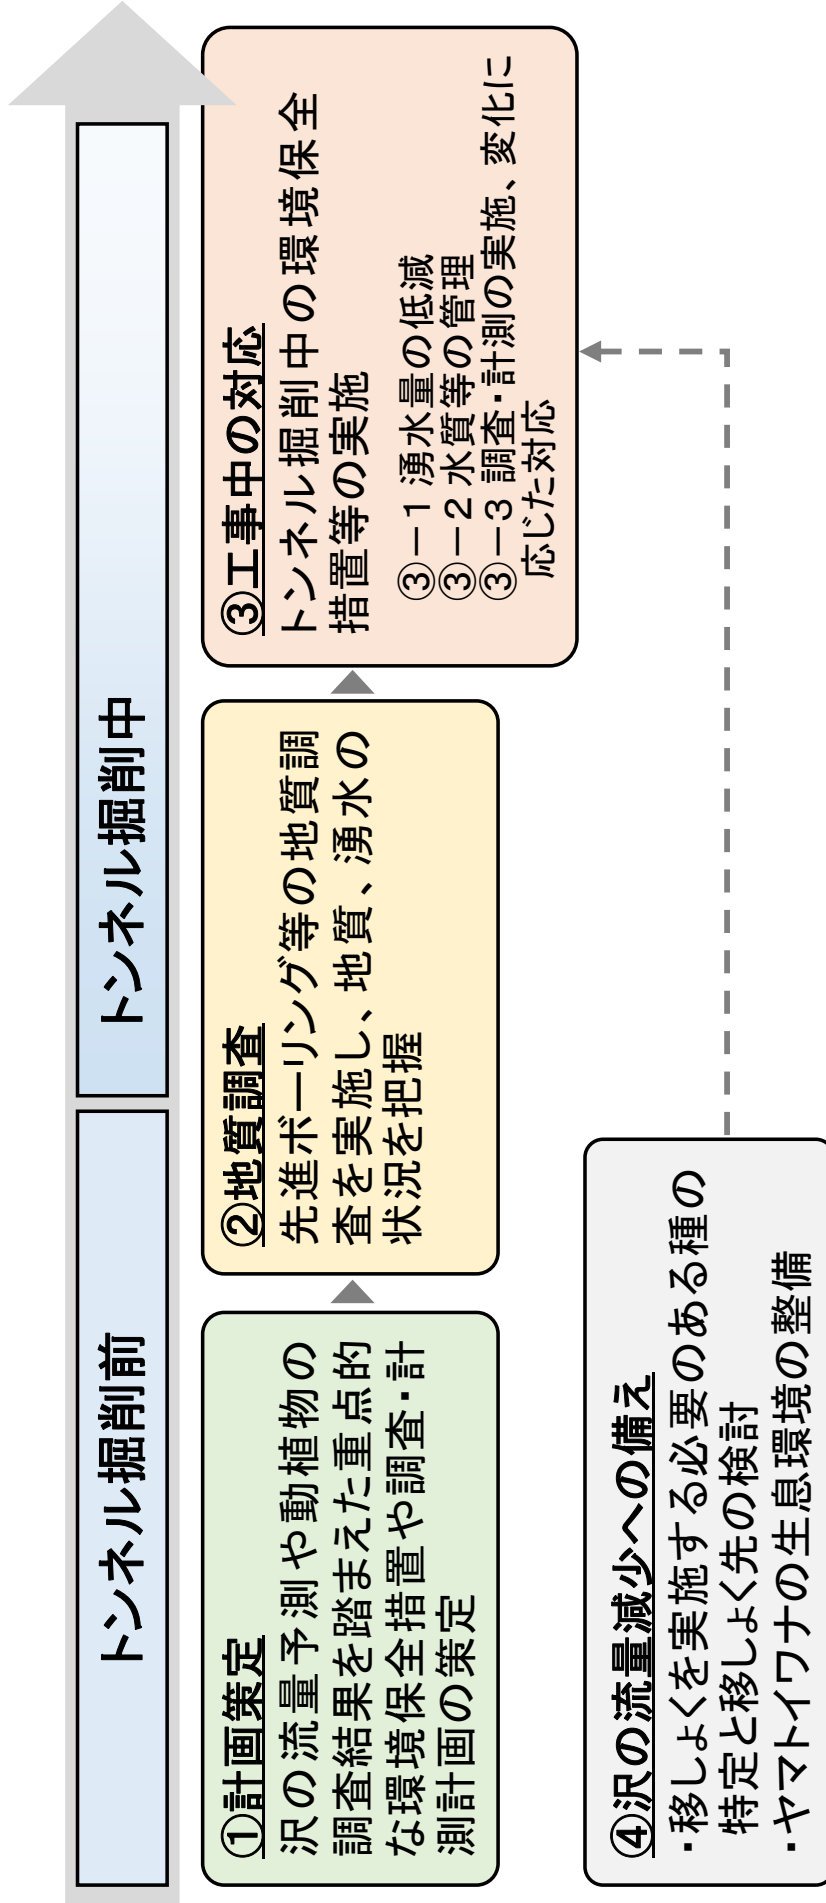 トンネル掘削前
トンネル掘削中
①計画策定
沢の流量予測や動植物の
調査結果を踏まえた重点的
な環境保全措置や調査・計
測計画の策定
②地質調査
先進ボーリング等の地質調
査を実施し、地質、湧水の
状況を把握
③工事中の対応
トンネル掘削中の環境保全
措置等の実施
③－1 湧水量の低減
③－2 水質等の管理
③－3 調査・計測の実施、変化に
応じた対応
④沢の流量減少への備え
・移しょくを実施する必要のある種の
特定と移しょく先の検討
・ヤマトイワナの生息環境の整備